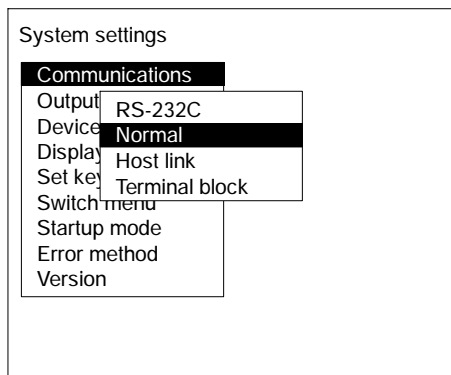 System settings
Communications
Output
Device
Display
Set key
Switch menu
Startup mode
Error method
Version
RS-232C
Normal
Host link
Terminal block